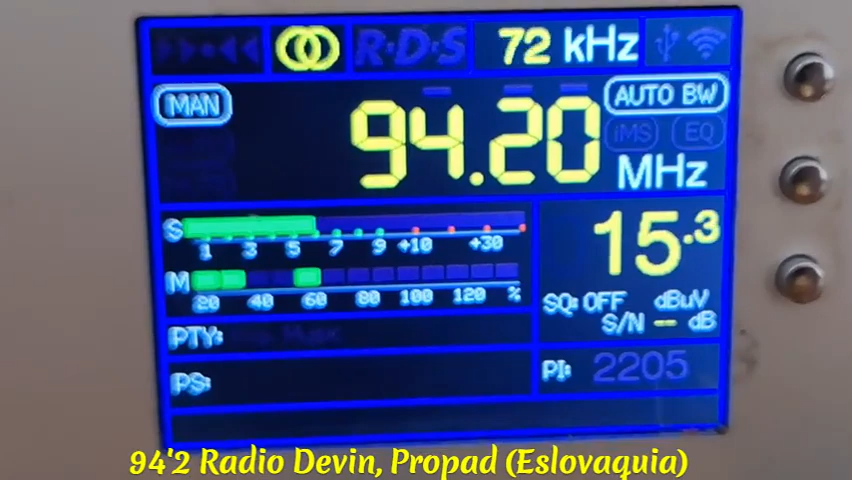 R·D·S 72 kHz
MAN AUTO BW
94.20
iMS EQ
MHz
S 1 3 5 7 9 +10 +30
15.3
M 20 40 60 80 100 120 %
SQ: OFF dBuV
S/N -- dB
PTY:
PS: PI: 2205
94'2 Radio Devin, Propad (Eslovaquia)